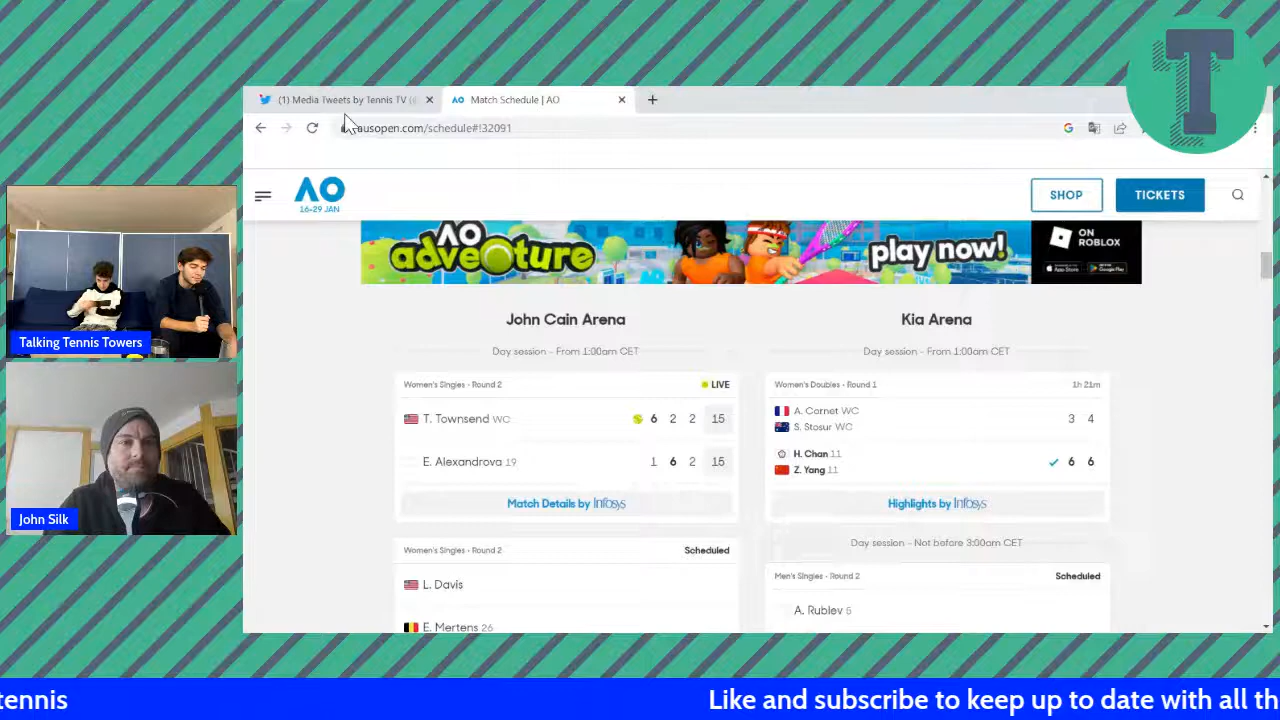 (1) Media Tweets by Tennis TV (
Match Schedule | AO
ausopen.com/schedule#!32091
T
AO
16-29 JAN
SHOP
TICKETS
AO adventure
play now!
ON ROBLOX
App Store
Google Play
John Cain Arena
Day session - From 1:00am CET
Women's Singles • Round 2
LIVE
T. Townsend WC
6 2 2 15
E. Alexandrova 19
1 6 2 15
Match Details by Infosys
Women's Singles • Round 2
Scheduled
L. Davis
E. Mertens 26
Kia Arena
Day session - From 1:00am CET
Women's Doubles • Round 1
1h 21m
A. Cornet WC
S. Stosur WC
3 4
H. Chan 11
Z. Yang 11
6 6
Highlights by Infosys
Day session - Not before 3:00am CET
Men's Singles • Round 2
Scheduled
A. Rublev 5
Talking Tennis Towers
John Silk
tennis
Like and subscribe to keep up to date with all th